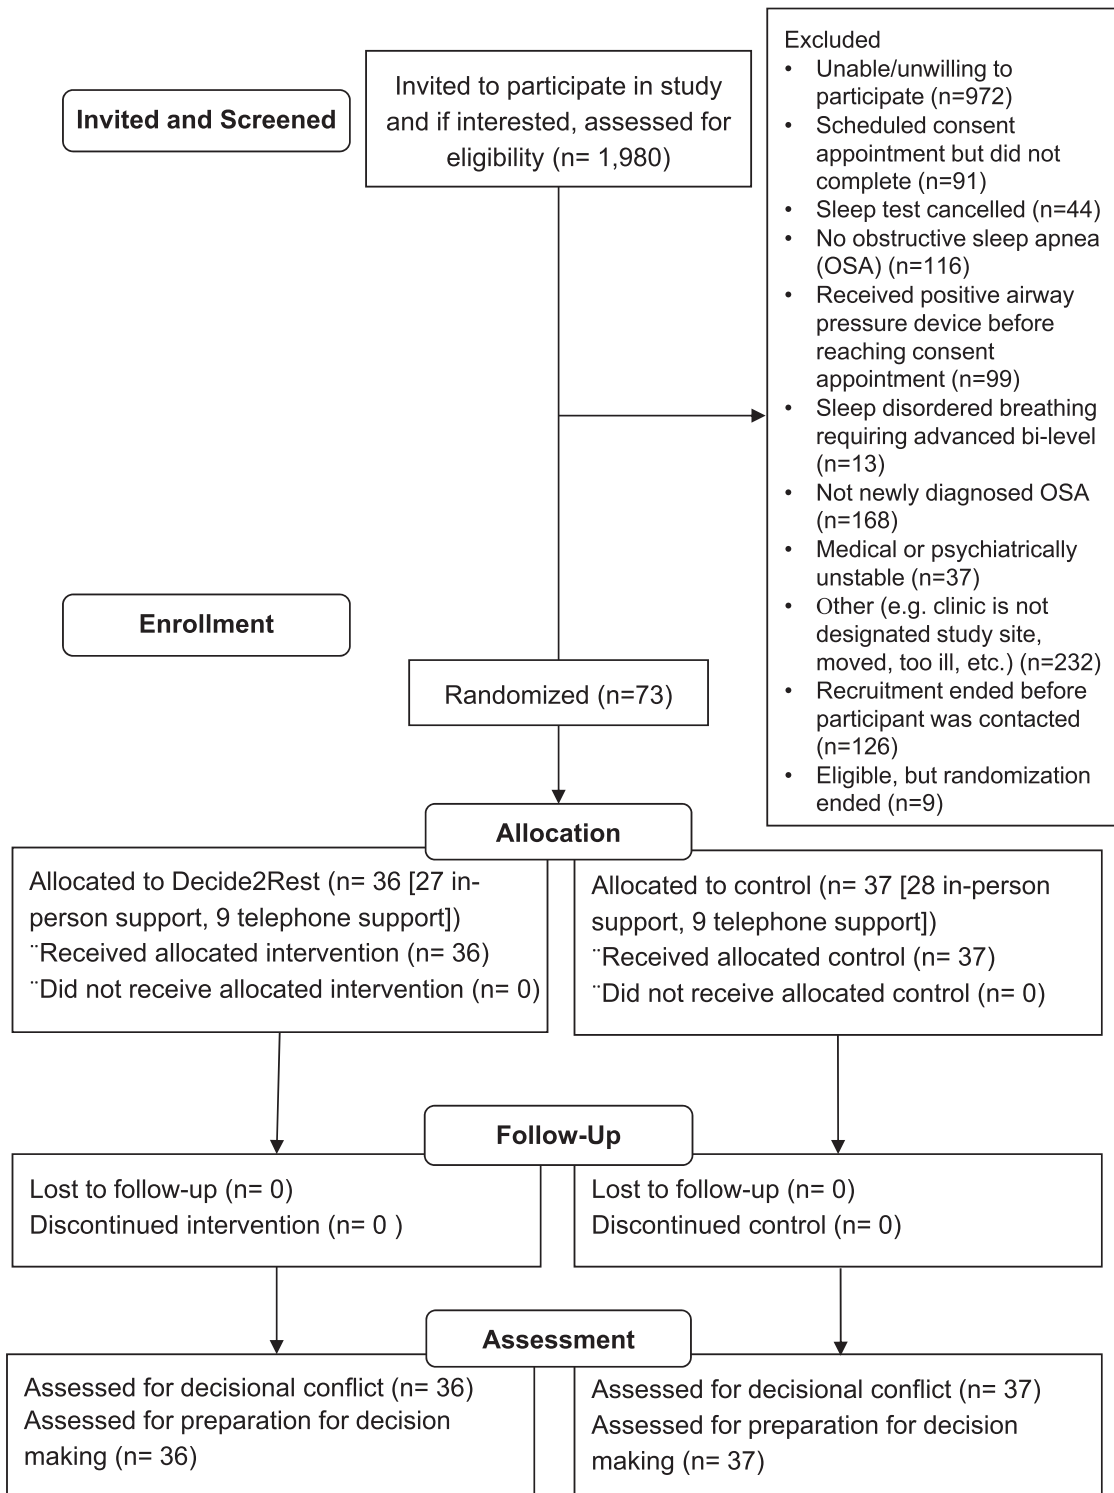 Invited and Screened
Invited to participate in study
and if interested, assessed for
eligibility (n= 1,980)
Excluded
• Unable/unwilling to
participate (n=972)
• Scheduled consent
appointment but did not
complete (n=91)
• Sleep test cancelled (n=44)
• No obstructive sleep apnea
(OSA) (n=116)
• Received positive airway
pressure device before
reaching consent
appointment (n=99)
• Sleep disordered breathing
requiring advanced bi-level
(n=13)
• Not newly diagnosed OSA
(n=168)
• Medical or psychiatrically
unstable (n=37)
• Other (e.g. clinic is not
designated study site,
moved, too ill, etc.) (n=232)
• Recruitment ended before
participant was contacted
(n=126)
• Eligible, but randomization
ended (n=9)
Enrollment
Randomized (n=73)
Allocation
Allocated to Decide2Rest (n= 36 [27 in-
person support, 9 telephone support])
¨Received allocated intervention (n= 36)
¨Did not receive allocated intervention (n= 0)
Allocated to control (n= 37 [28 in-person
support, 9 telephone support])
¨Received allocated control (n= 37)
¨Did not receive allocated control (n= 0)
Follow-Up
Lost to follow-up (n= 0)
Discontinued intervention (n= 0 )
Lost to follow-up (n= 0)
Discontinued control (n= 0)
Assessment
Assessed for decisional conflict (n= 36)
Assessed for preparation for decision
making (n= 36)
Assessed for decisional conflict (n= 37)
Assessed for preparation for decision
making (n= 37)